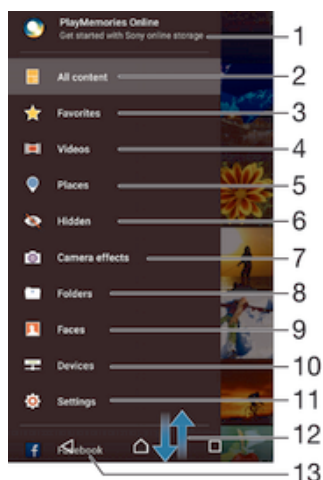 PlayMemories Online
Get started with Sony online storage
1
All content
2
Favorites
3
Videos
4
Places
5
Hidden
6
Camera effects
7
Folders
8
Faces
9
Devices
10
Settings
11
12
Facebook
13